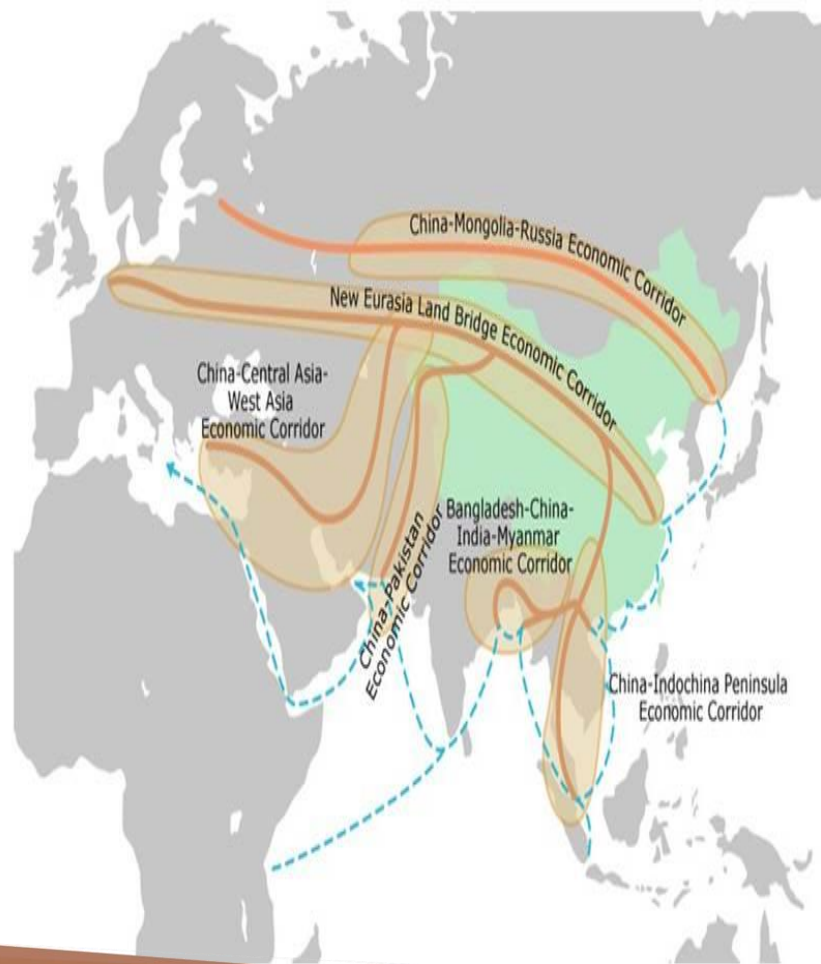 China-Mongolia-Russia Economic Corridor
New Eurasia Land Bridge Economic Corridor
China-Central Asia-
West Asia
Economic Corridor
China-Pakistan
Economic Corridor
Bangladesh-China-
India-Myanmar
Economic Corridor
China-Indochina Peninsula
Economic Corridor